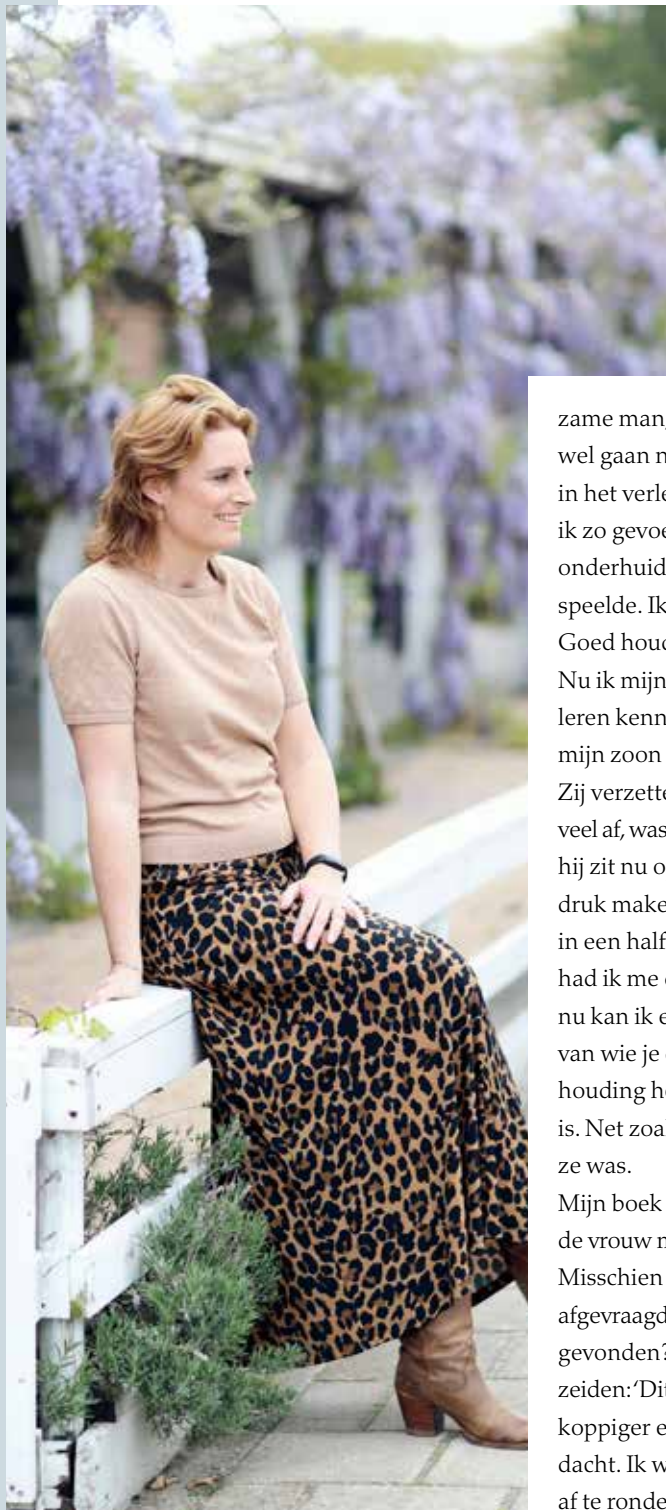 zame man
wel gaan
in het verle
ik zo gevoe
onderhuid
speelde. Ik
Goed houd
Nu ik mijn
leren kenn
mijn zoon
Zij verzette
veel af, was
hij zit nu o
druk make
in een half
had ik me
nu kan ik e
van wie je
houding he
is. Net zoal
ze was.
Mijn boek
de vrouw
Misschien
afgevraagd
gevonden?
zeiden: ‘Dit
koppiger e
dacht. Ik w
af te ronde